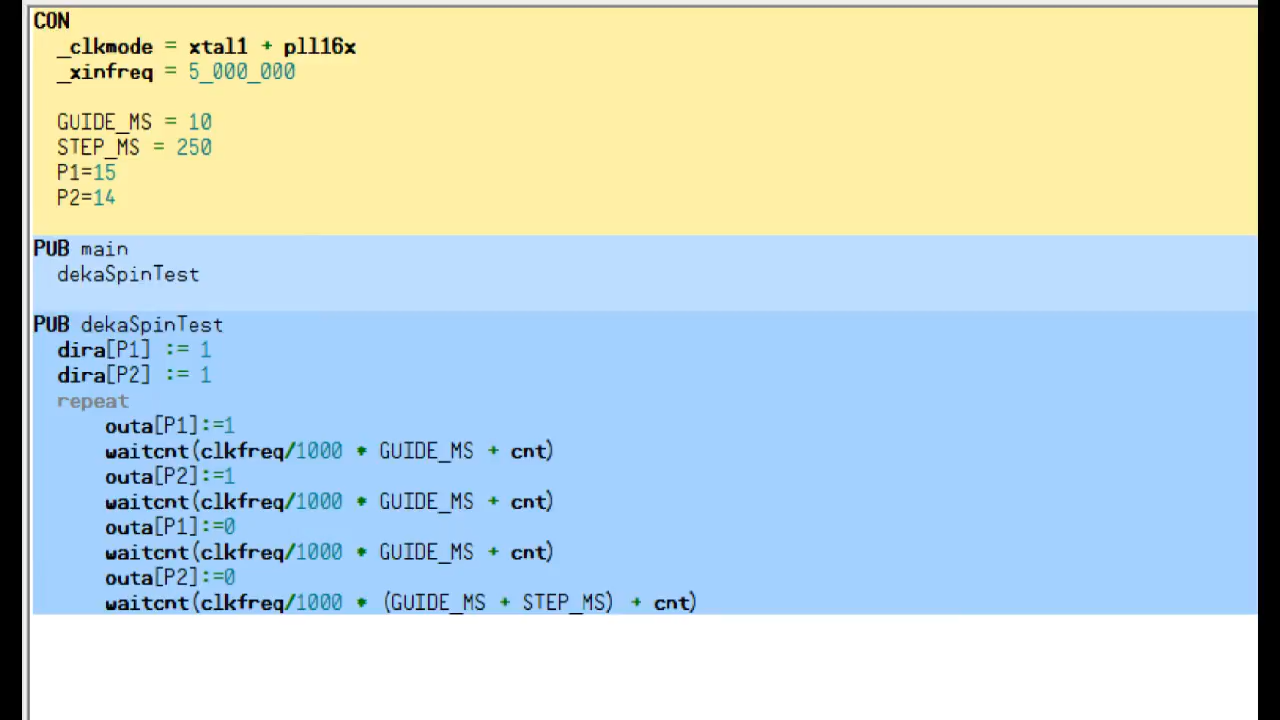 CON
_clkmode = xtal1 + pll16x
_xinfreq = 5_000_000
GUIDE_MS = 10
STEP_MS = 250
P1=15
P2=14
PUB main
dekaSpinTest
PUB dekaSpinTest
dira[P1] := 1
dira[P2] := 1
repeat
outa[P1]:=1
waitcnt(clkfreq/1000 * GUIDE_MS + cnt)
outa[P2]:=1
waitcnt(clkfreq/1000 * GUIDE_MS + cnt)
outa[P1]:=0
waitcnt(clkfreq/1000 * GUIDE_MS + cnt)
outa[P2]:=0
waitcnt(clkfreq/1000 * (GUIDE_MS + STEP_MS) + cnt)